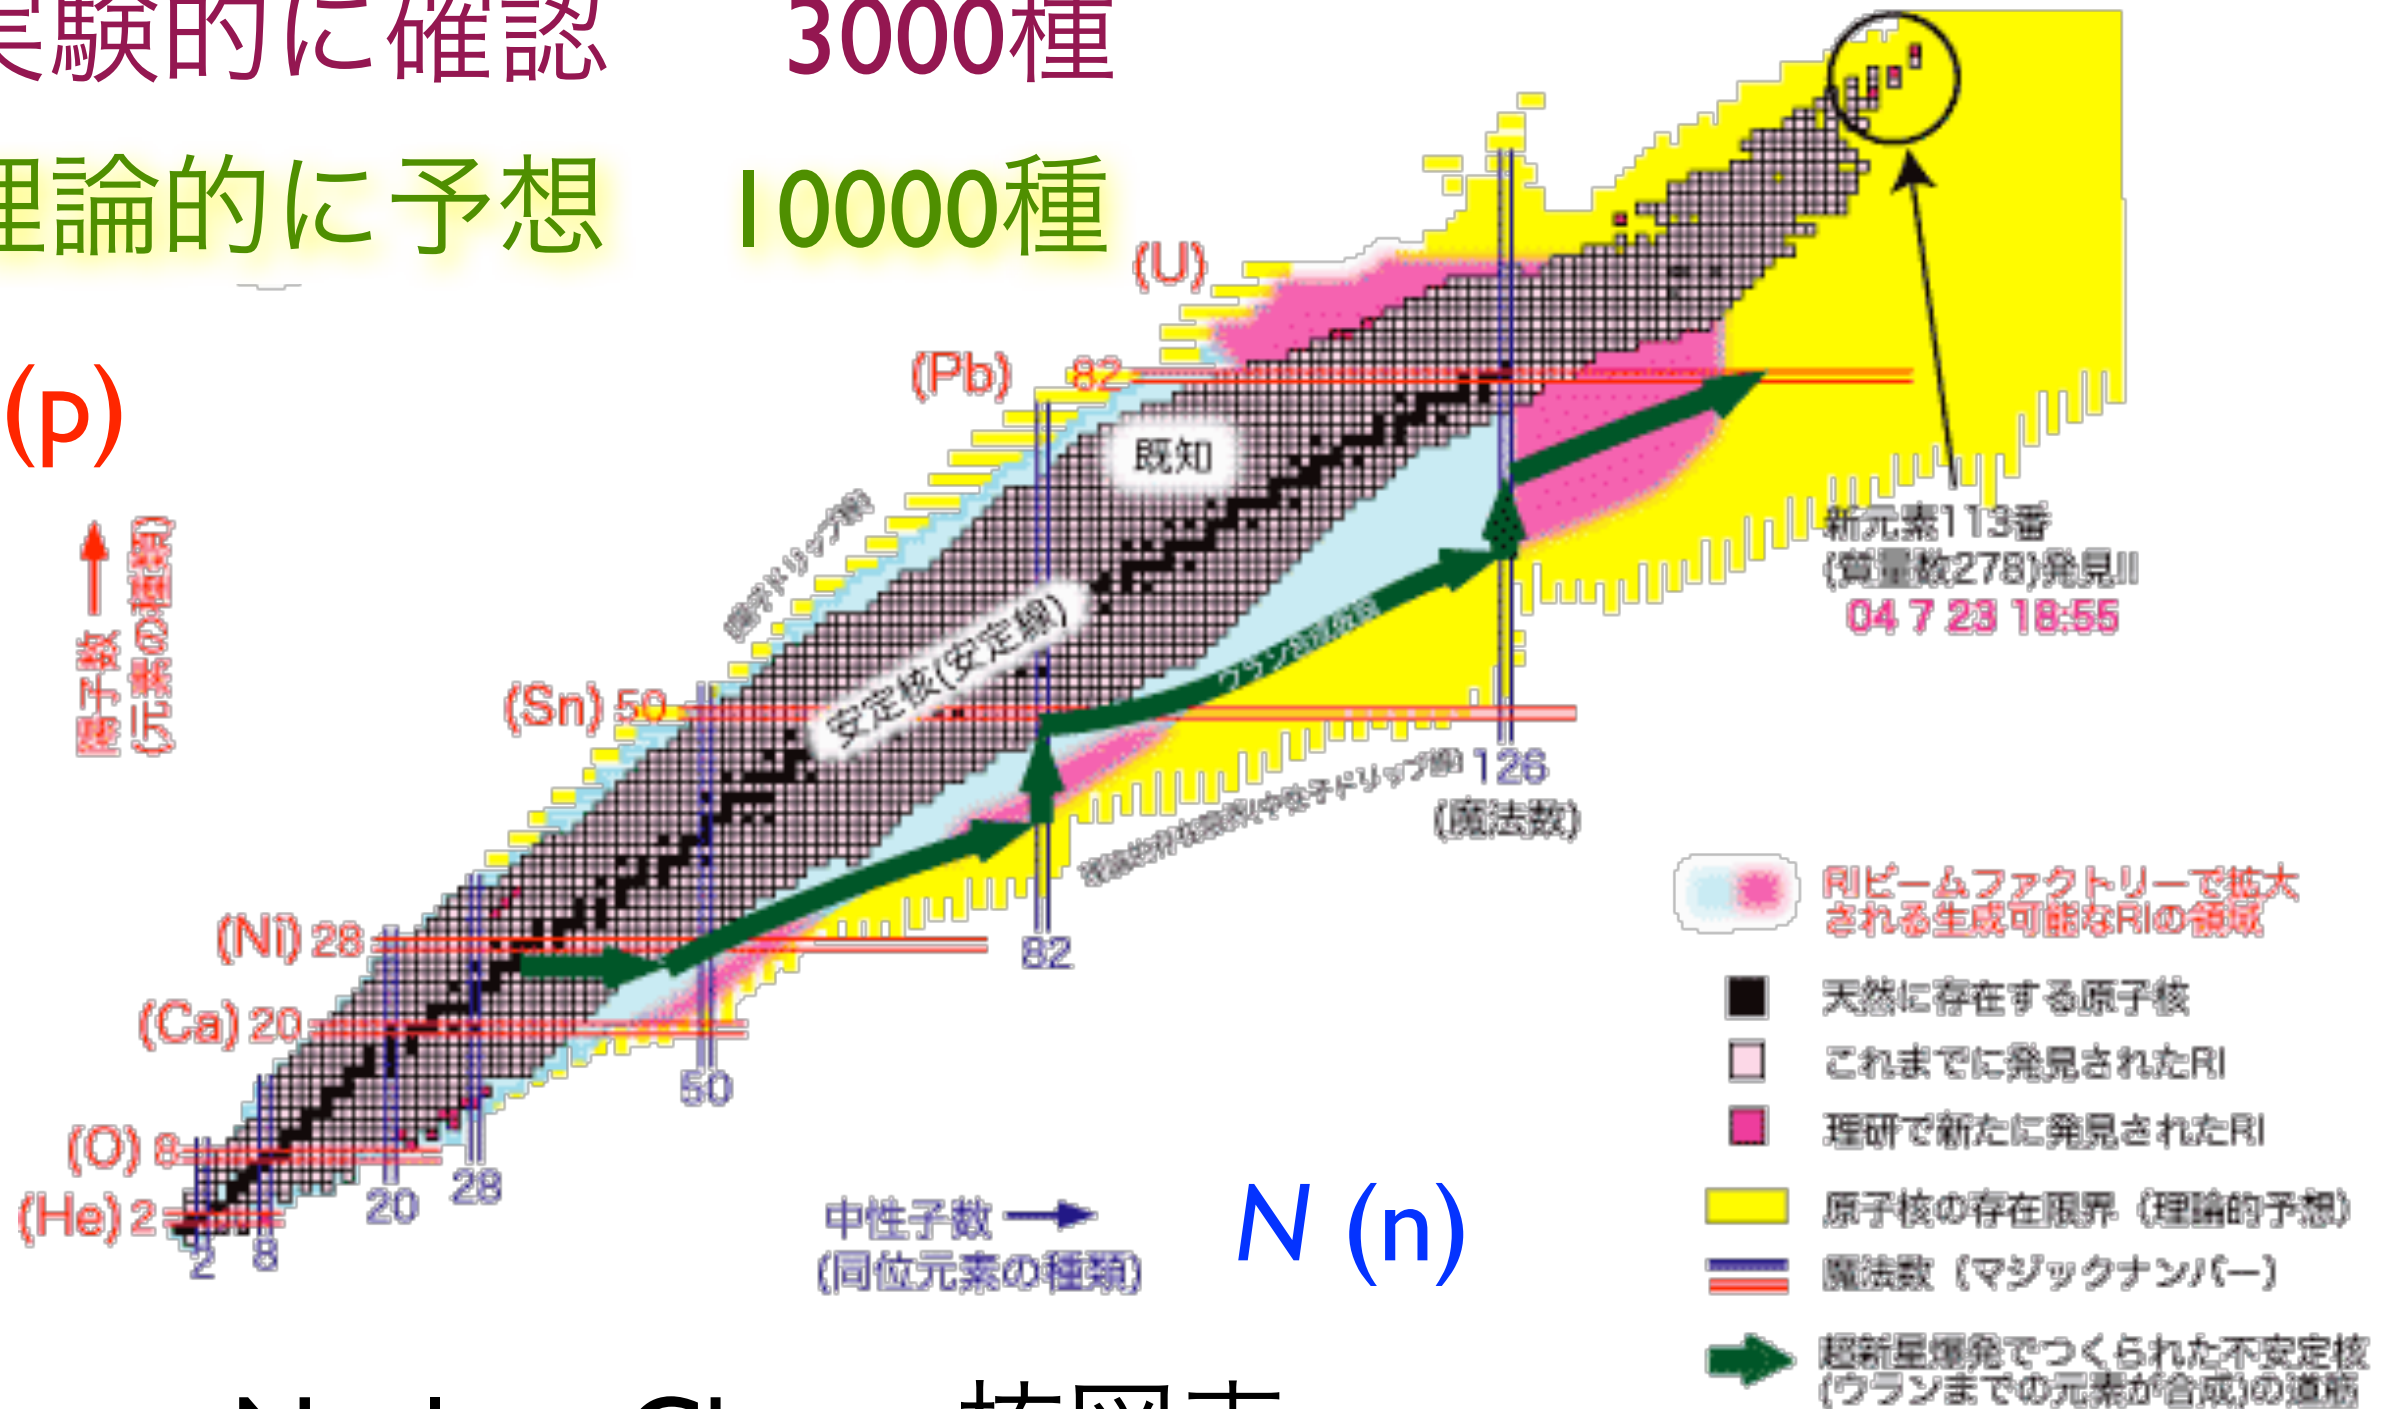 実験的に確認 3000種
理論的に予想 10000種
(U)
(Pb) 82
(p)
既知
陽子数
(元素の種類)
新元素113番
(質量数278)発見!!
04 7 23 18:55
安定核(安定線)
ウラン合成過程
(Sn) 50
126
(魔法数)
(Ni) 28
82
(Ca) 20
50
(O) 8
20
28
(He) 2
2
8
中性子数
(同位元素の種類)
N (n)
RIビームファクトリーで拡大
される生成可能なRIの領域
天然に存在する原子核
これまでに発見されたRI
理研で新たに発見されたRI
原子核の存在限界 (理論的予想)
魔法数 (マジックナンバー)
超新星爆発でつくられた不安定核
(ウランまでの元素が合成)の道筋